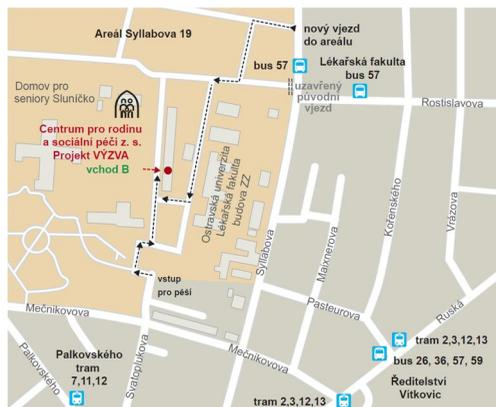 Areál Syllabova 19
nový vjezd
do areálu
bus 57
Lékařská fakulta
bus 57
uzavřený
původní
vjezd
Rostislavova
Domov pro
seniory Sluníčko
Centrum pro rodinu
a sociální péči z. s.
Projekt VÝZVA
vchod B
Ostravská univerzita
Lékařská fakulta
budova ZZ
Syllabova
Maixnerova
Kořenského
Vrázova
vstup
pro pěší
Pasteurova
Ruská
Mečnikovova
Mečnikovova
Palkovského
Svatoplukova
Palkovského
tram
7,11,12
tram 2,3,12,13
bus 26, 36, 57, 59
Ředitelství
Vítkovic
tram 2,3,12,13